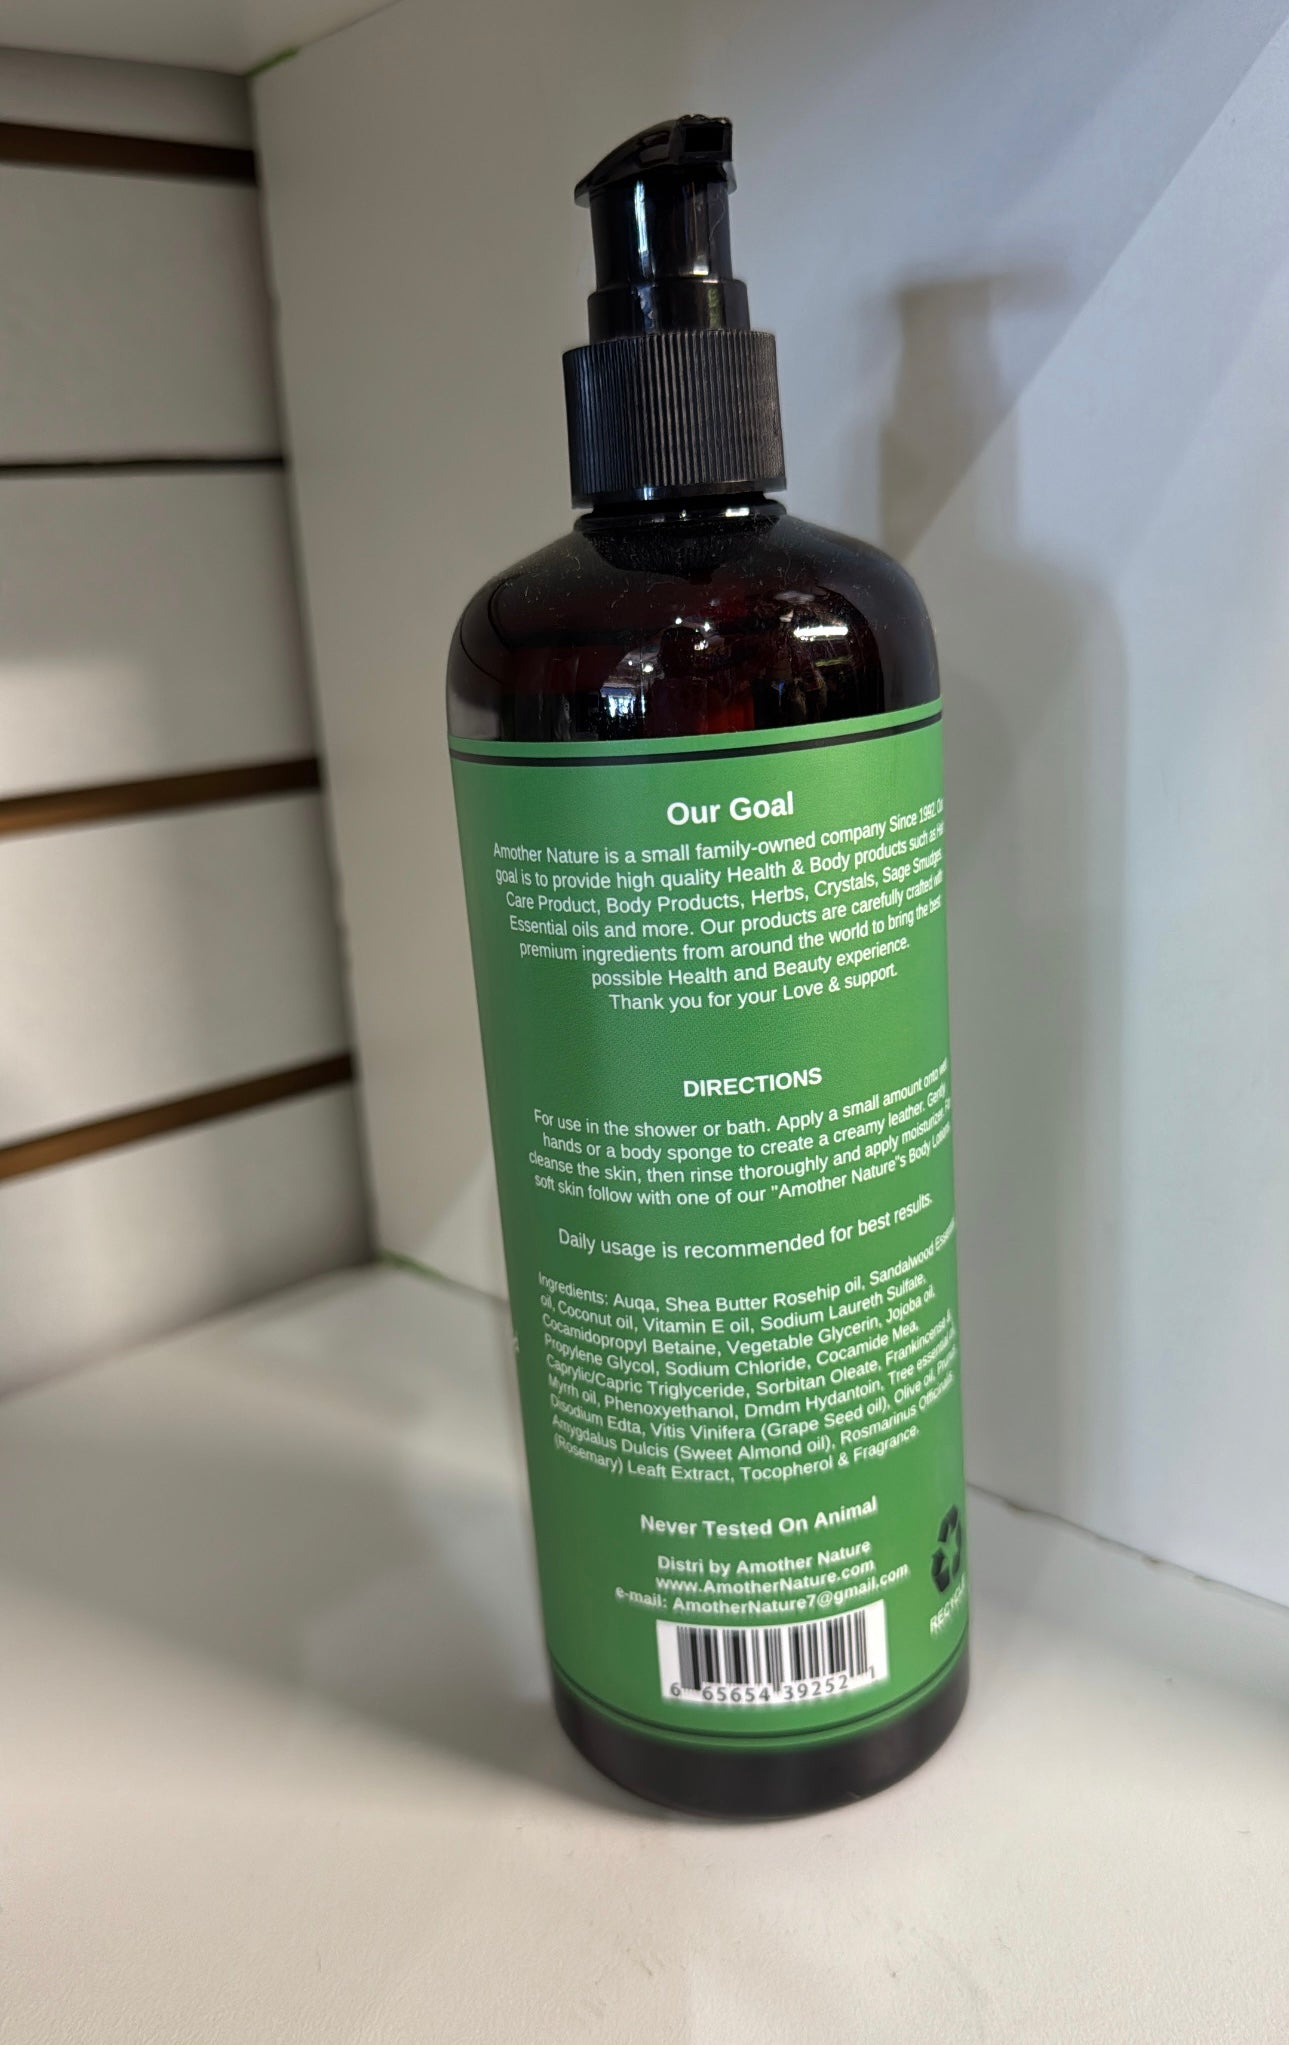 Our Goal
Amother Nature is a small family-owned company Since 1992.
goal is to provide high quality Health & Body products such as
Care Product, Body Products, Herbs, Crystals, Sage Smudges
Essential oils and more. Our products are carefully crafted with
premium ingredients from around the world to bring the best
possible Health and Beauty experience.
Thank you for your Love & support.
DIRECTIONS
For use in the shower or bath. Apply a small amount onto wet
hands or a body sponge to create a creamy leather. Gently
cleanse the skin, then rinse thoroughly and apply moisturizer.
soft skin follow with one of our "Amother Nature"s Body Lotions.
Daily usage is recommended for best results.
Ingredients: Auqa, Shea Butter Rosehip oil, Sandalwood
oil, Coconut oil, Vitamin E oil, Sodium Laureth Sulfate,
Cocamidopropyl Betaine, Vegetable Glycerin, Jojoba oil,
Propylene Glycol, Sodium Chloride, Cocamide Mea,
Caprylic/Capric Triglyceride, Sorbitan Oleate, Frankincense &
Myrrh oil, Phenoxyethanol, Dmdm Hydantoin, Tree essential oil,
Disodium Edta, Vitis Vinifera (Grape Seed oil), Olive oil, Prunus
Amygdalus Dulcis (Sweet Almond oil), Rosmarinus Officinalis
(Rosemary) Leaft Extract, Tocopherol & Fragrance.
Never Tested On Animal
Distri by Amother Nature
www.AmotherNature.com
e-mail: AmotherNature7@gmail.com
RECYCLE
6 65654 39252 1